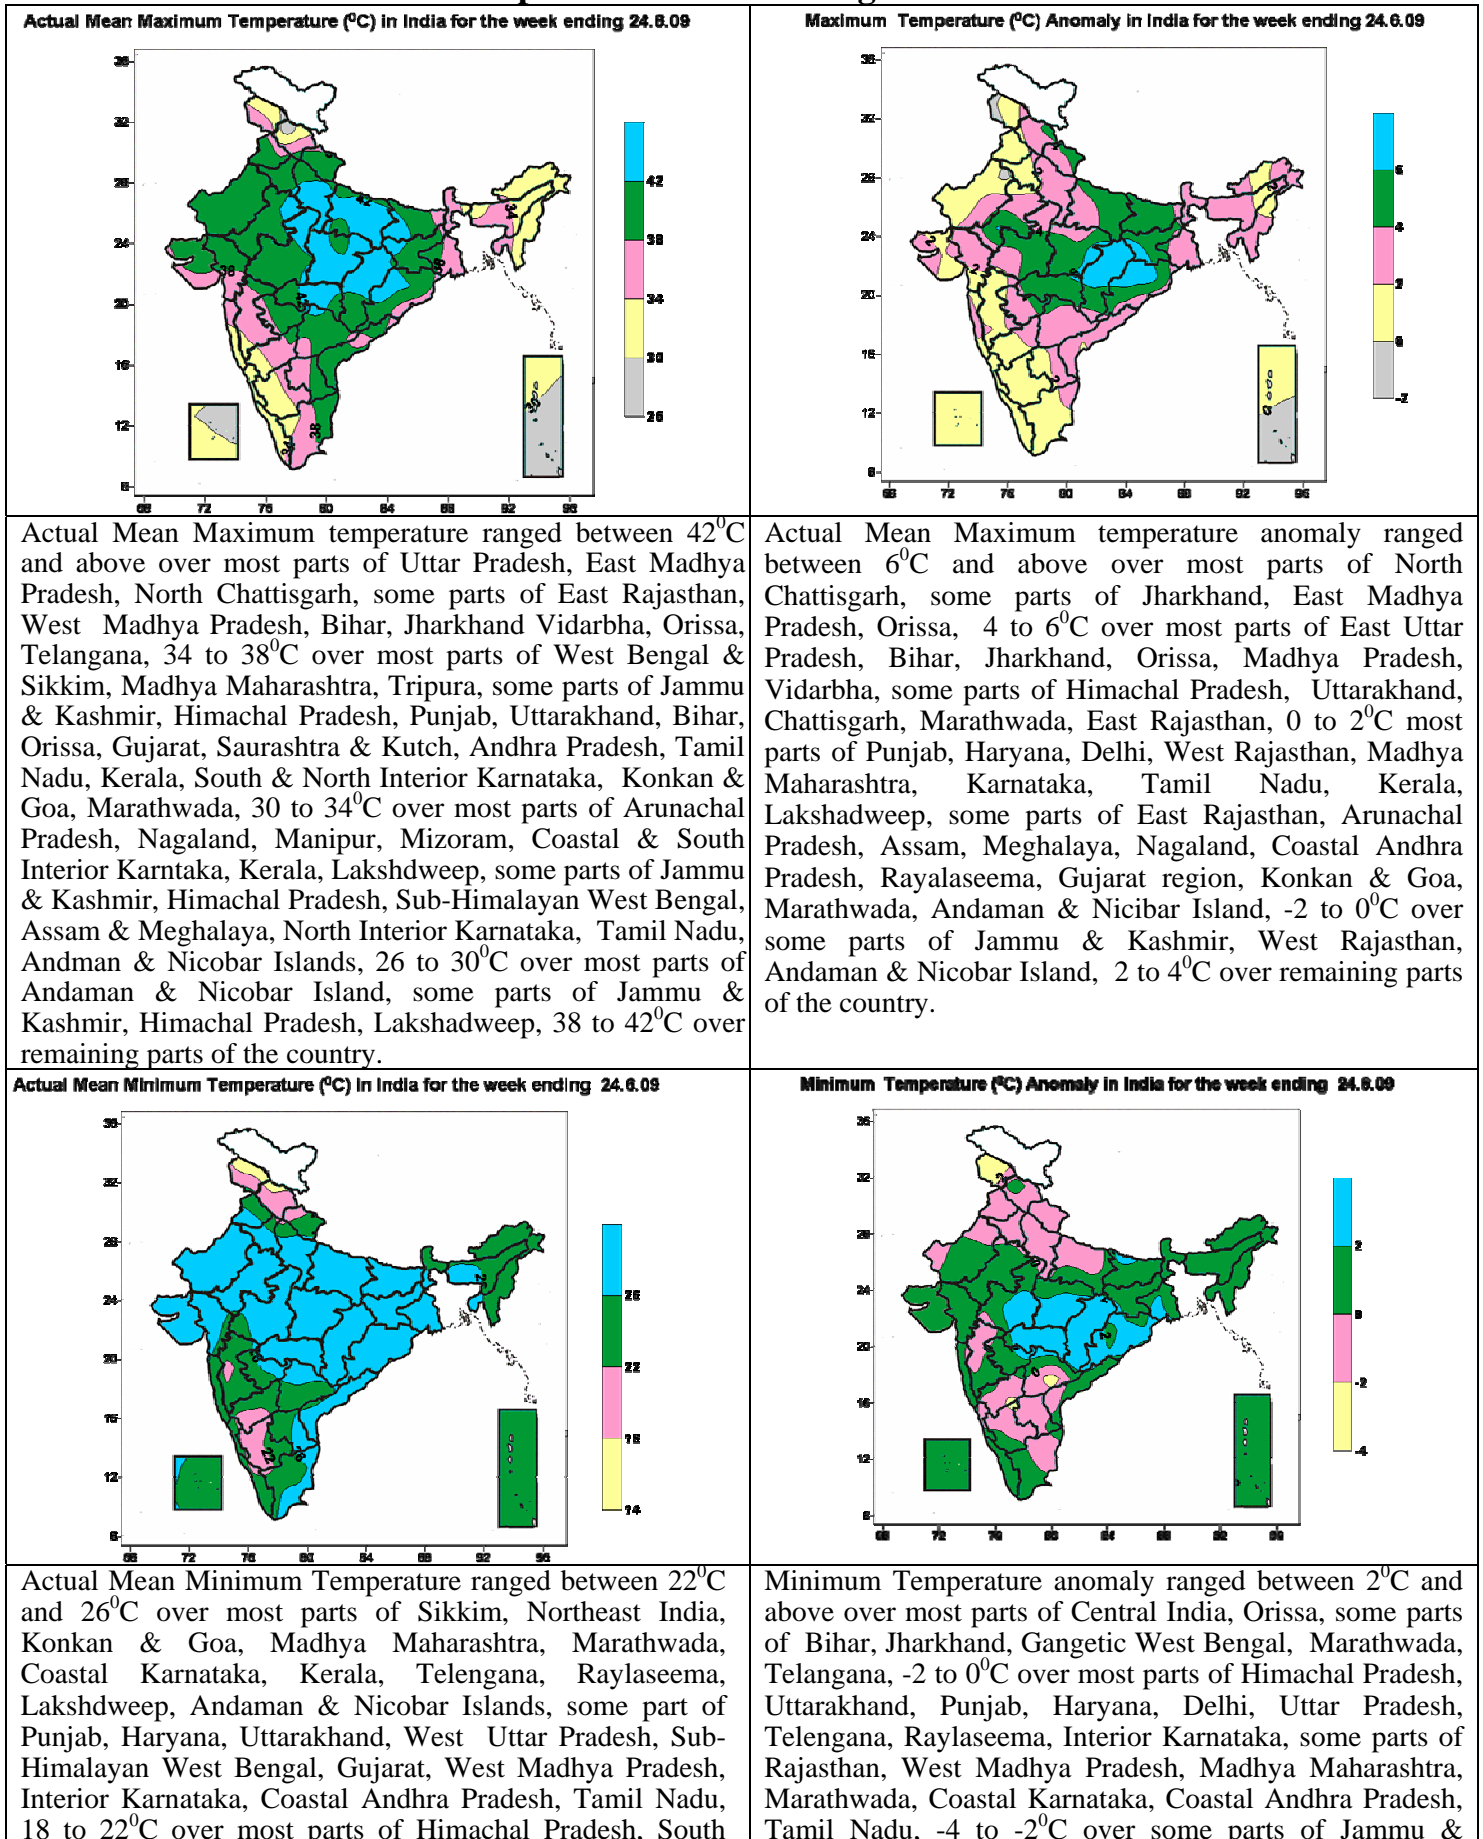 Actual Mean Maximum Temperature (⁰C) in India for the week ending 24.6.09
Maximum Temperature (⁰C) Anomaly in India for the week ending 24.6.09
Actual Mean Maximum temperature ranged between 42⁰C
and above over most parts of Uttar Pradesh, East Madhya
Pradesh, North Chattisgarh, some parts of East Rajasthan,
West Madhya Pradesh, Bihar, Jharkhand Vidarbha, Orissa,
Telangana, 34 to 38⁰C over most parts of West Bengal &
Sikkim, Madhya Maharashtra, Tripura, some parts of Jammu
& Kashmir, Himachal Pradesh, Punjab, Uttarakhand, Bihar,
Orissa, Gujarat, Saurashtra & Kutch, Andhra Pradesh, Tamil
Nadu, Kerala, South & North Interior Karnataka, Konkan &
Goa, Marathwada, 30 to 34⁰C over most parts of Arunachal
Pradesh, Nagaland, Manipur, Mizoram, Coastal & South
Interior Karntaka, Kerala, Lakshdweep, some parts of Jammu
& Kashmir, Himachal Pradesh, Sub-Himalayan West Bengal,
Assam & Meghalaya, North Interior Karnataka, Tamil Nadu,
Andman & Nicobar Islands, 26 to 30⁰C over most parts of
Andaman & Nicobar Island, some parts of Jammu &
Kashmir, Himachal Pradesh, Lakshadweep, 38 to 42⁰C over
remaining parts of the country.
Actual Mean Maximum temperature anomaly ranged
between 6⁰C and above over most parts of North
Chattisgarh, some parts of Jharkhand, East Madhya
Pradesh, Orissa, 4 to 6⁰C over most parts of East Uttar
Pradesh, Bihar, Jharkhand, Orissa, Madhya Pradesh,
Vidarbha, some parts of Himachal Pradesh, Uttarakhand,
Chattisgarh, Marathwada, East Rajasthan, 0 to 2⁰C most
parts of Punjab, Haryana, Delhi, West Rajasthan, Madhya
Maharashtra, Karnataka, Tamil Nadu, Kerala,
Lakshadweep, some parts of East Rajasthan, Arunachal
Pradesh, Assam, Meghalaya, Nagaland, Coastal Andhra
Pradesh, Rayalaseema, Gujarat region, Konkan & Goa,
Marathwada, Andaman & Nicibar Island, -2 to 0⁰C over
some parts of Jammu & Kashmir, West Rajasthan,
Andaman & Nicobar Island, 2 to 4⁰C over remaining parts
of the country.
Actual Mean Minimum Temperature (⁰C) in India for the week ending 24.6.09
Minimum Temperature (⁰C) Anomaly in India for the week ending 24.6.09
Actual Mean Minimum Temperature ranged between 22⁰C
and 26⁰C over most parts of Sikkim, Northeast India,
Konkan & Goa, Madhya Maharashtra, Marathwada,
Coastal Karnataka, Kerala, Telengana, Raylaseema,
Lakshdweep, Andaman & Nicobar Islands, some part of
Punjab, Haryana, Uttarakhand, West Uttar Pradesh, Sub-
Himalayan West Bengal, Gujarat, West Madhya Pradesh,
Interior Karnataka, Coastal Andhra Pradesh, Tamil Nadu,
18 to 22⁰C over most parts of Himachal Pradesh, South
Minimum Temperature anomaly ranged between 2⁰C and
above over most parts of Central India, Orissa, some parts
of Bihar, Jharkhand, Gangetic West Bengal, Marathwada,
Telangana, -2 to 0⁰C over most parts of Himachal Pradesh,
Uttarakhand, Punjab, Haryana, Delhi, Uttar Pradesh,
Telengana, Raylaseema, Interior Karnataka, some parts of
Rajasthan, West Madhya Pradesh, Madhya Maharashtra,
Marathwada, Coastal Karnataka, Coastal Andhra Pradesh,
Tamil Nadu, -4 to -2⁰C over some parts of Jammu &